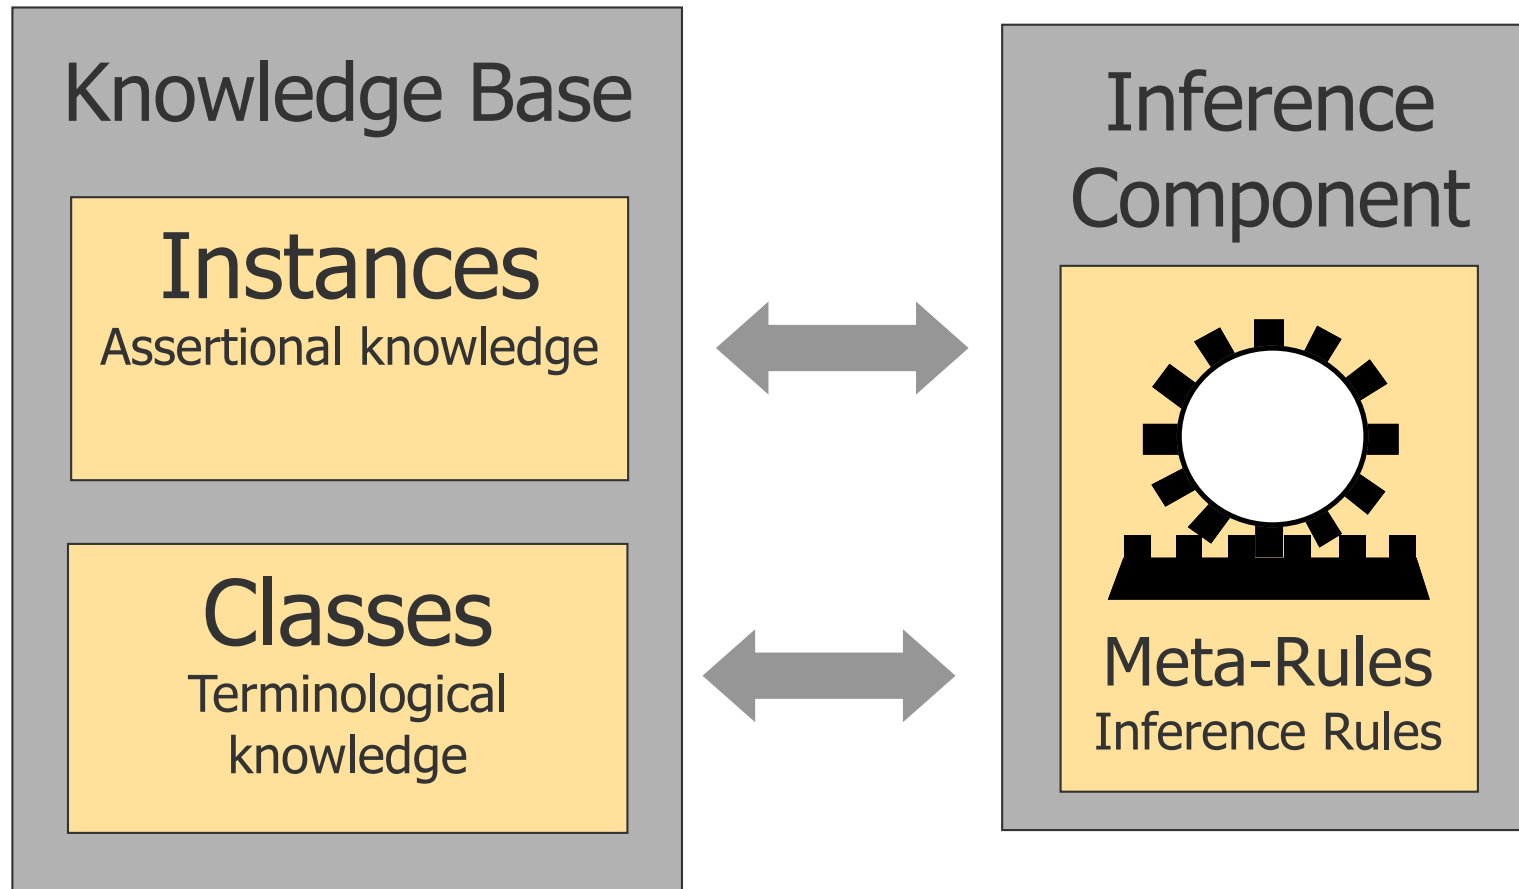 Knowledge Base
Instances
Assertional knowledge
Classes
Terminological
knowledge
Inference
Component
Meta-Rules
Inference Rules